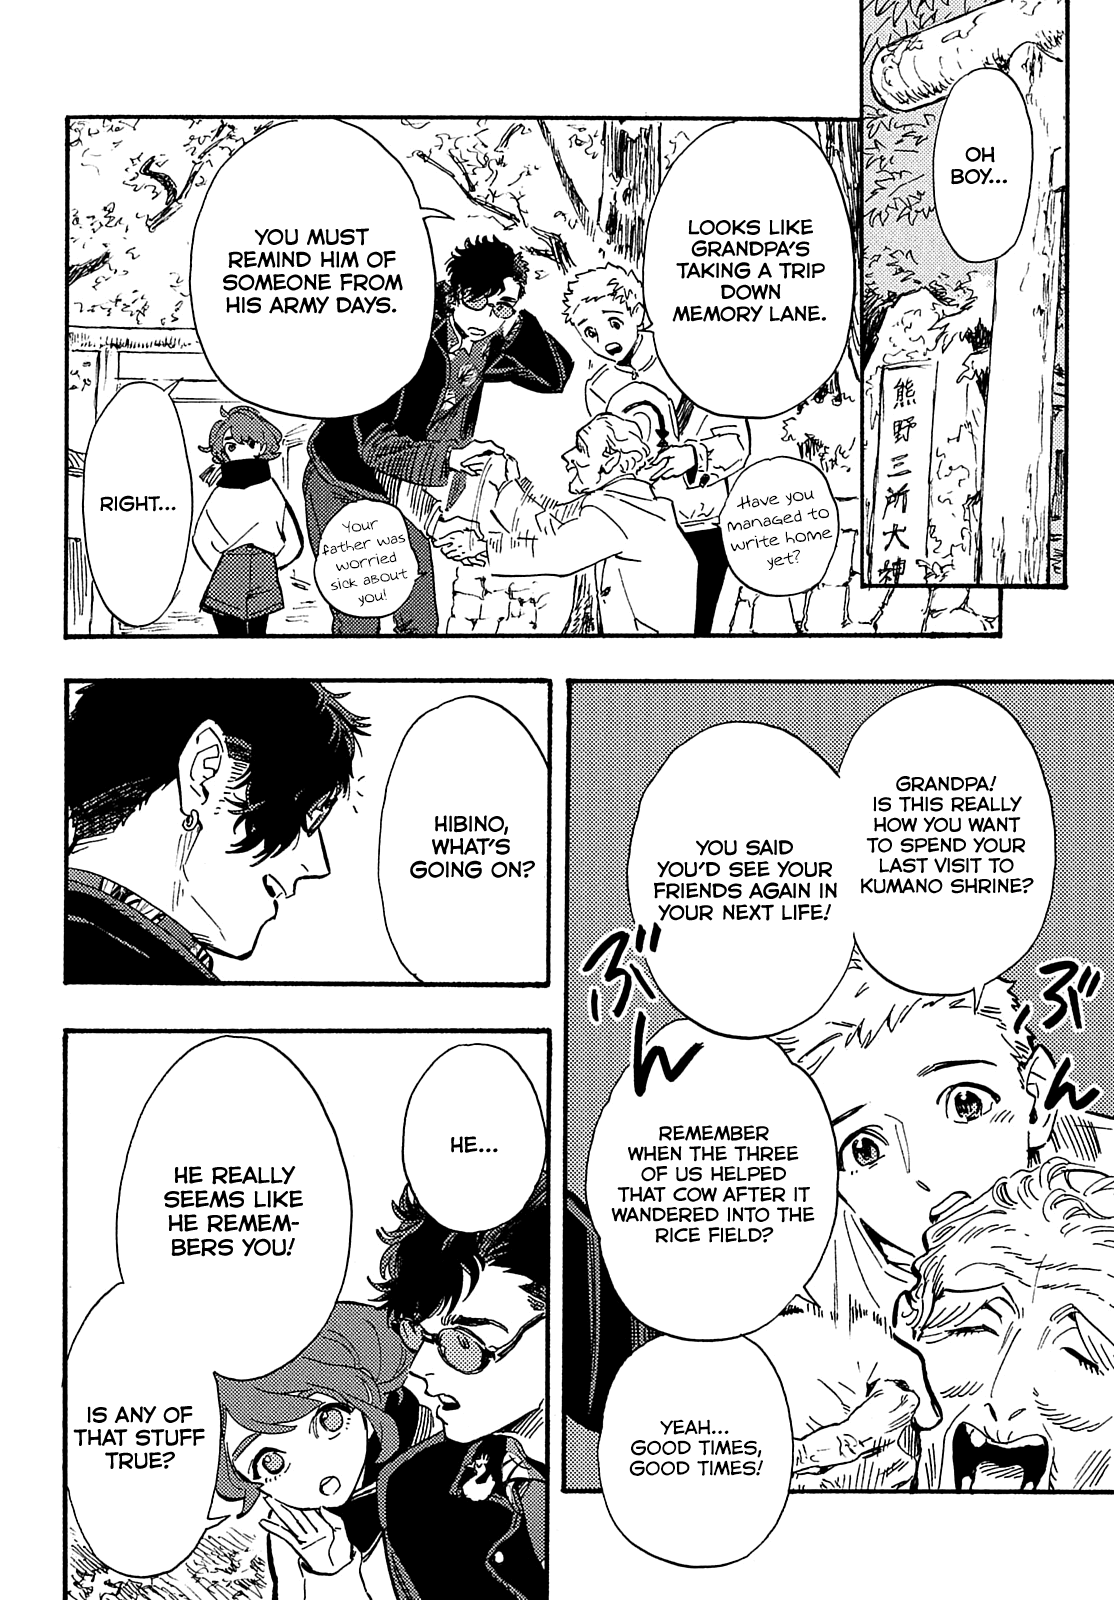 OH
BOY...
熊野三所大神
LOOKS LIKE
GRANDPA'S
TAKING A TRIP
DOWN
MEMORY LANE.
YOU MUST
REMIND HIM OF
SOMEONE FROM
HIS ARMY DAYS.
Have you
managed to
write home
yet?
Your
father was
worried
sick about
you!
RIGHT...
GRANDPA!
IS THIS REALLY
HOW YOU WANT
TO SPEND YOUR
LAST VISIT TO
KUMANO SHRINE?
YOU SAID
YOU'D SEE YOUR
FRIENDS AGAIN IN
YOUR NEXT LIFE!
ぶん
ぶん
REMEMBER
WHEN THE THREE
OF US HELPED
THAT COW AFTER IT
WANDERED INTO THE
RICE FIELD?
YEAH...
GOOD TIMES,
GOOD TIMES!
HIBINO,
WHAT'S
GOING ON?
HE...
HE REALLY
SEEMS LIKE
HE REMEM-
BERS YOU!
IS ANY OF
THAT STUFF
TRUE?